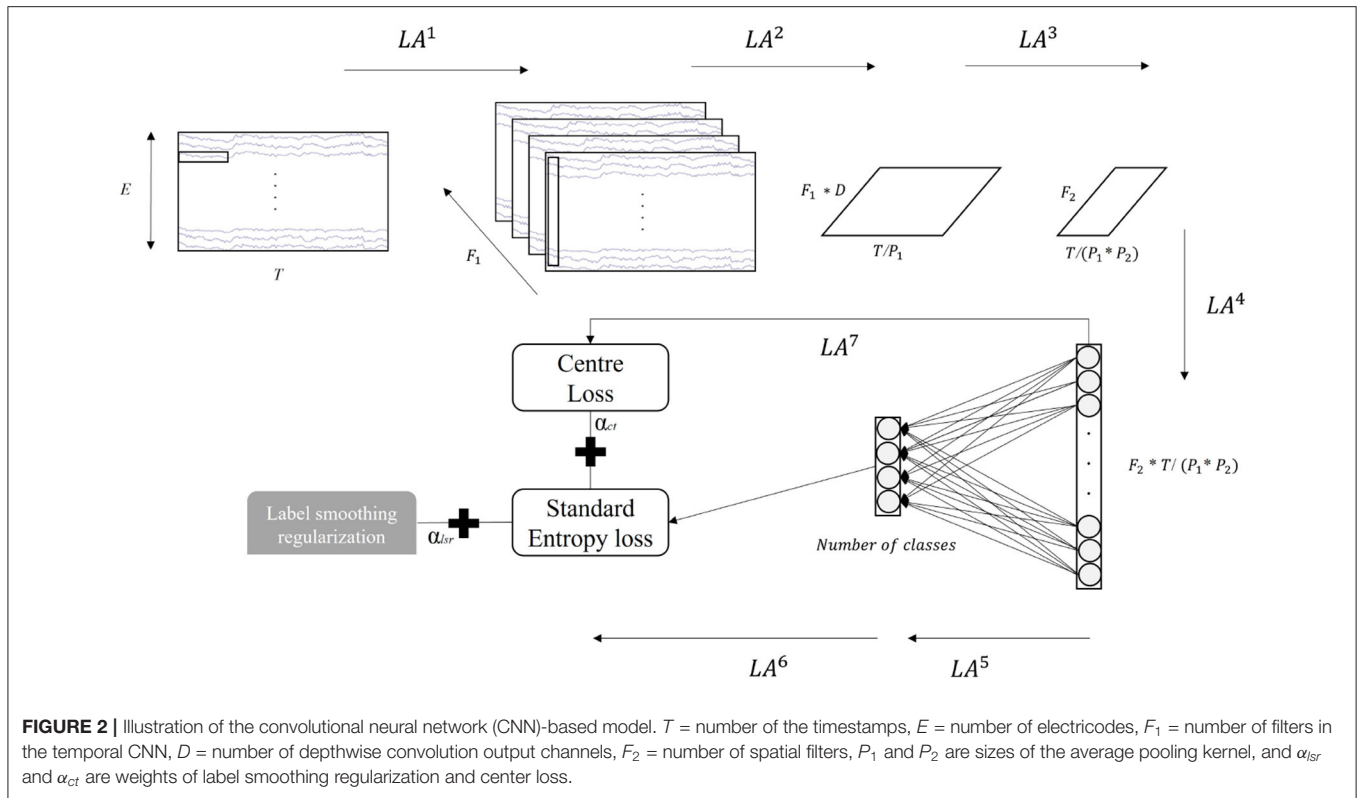 LA¹
LA²
LA³
E
T
F₁
F₁ * D
T/P₁
F₂
T/(P₁ * P₂)
LA⁴
LA⁷
Centre
Loss
α_ct
Standard
Entropy loss
α_lsr
Label smoothing
regularization
Number of classes
F₂ * T/ (P₁* P₂)
LA⁶
LA⁵
FIGURE 2 | Illustration of the convolutional neural network (CNN)-based model. T = number of the timestamps, E = number of electricodes, F₁ = number of filters in
the temporal CNN, D = number of depthwise convolution output channels, F₂ = number of spatial filters, P₁ and P₂ are sizes of the average pooling kernel, and α_lsr
and α_ct are weights of label smoothing regularization and center loss.